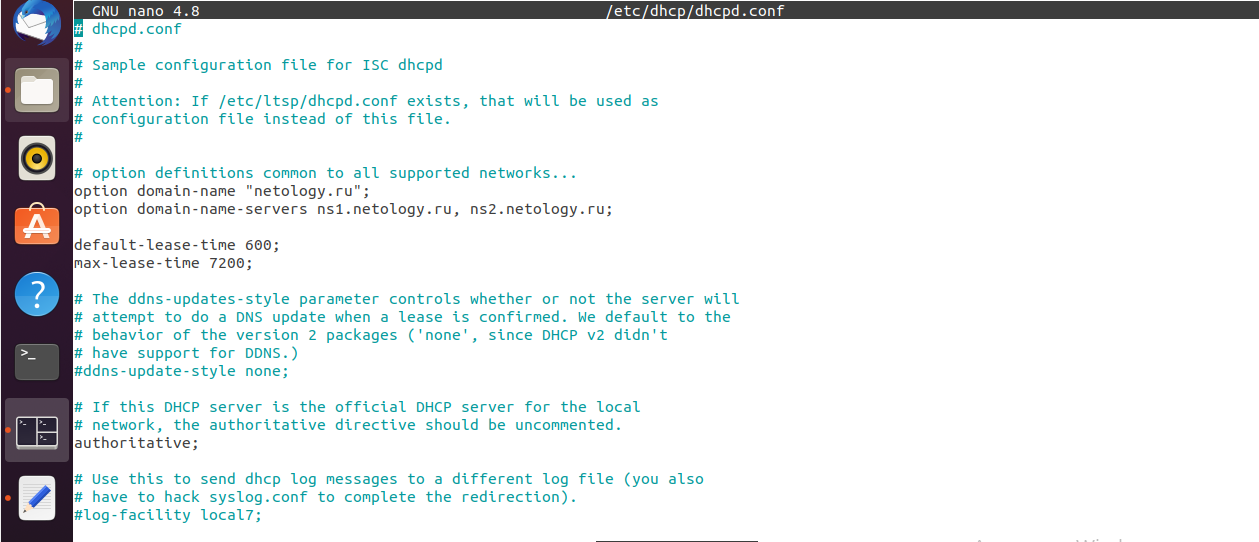 GNU nano 4.8 /etc/dhcp/dhcpd.conf
# dhcpd.conf
#
# Sample configuration file for ISC dhcpd
#
# Attention: If /etc/ltsp/dhcpd.conf exists, that will be used as
# configuration file instead of this file.
#
# option definitions common to all supported networks...
option domain-name "netology.ru";
option domain-name-servers ns1.netology.ru, ns2.netology.ru;
default-lease-time 600;
max-lease-time 7200;
# The ddns-updates-style parameter controls whether or not the server will
# attempt to do a DNS update when a lease is confirmed. We default to the
# behavior of the version 2 packages ('none', since DHCP v2 didn't
# have support for DDNS.)
#ddns-update-style none;
# If this DHCP server is the official DHCP server for the local
# network, the authoritative directive should be uncommented.
authoritative;
# Use this to send dhcp log messages to a different log file (you also
# have to hack syslog.conf to complete the redirection).
#log-facility local7;